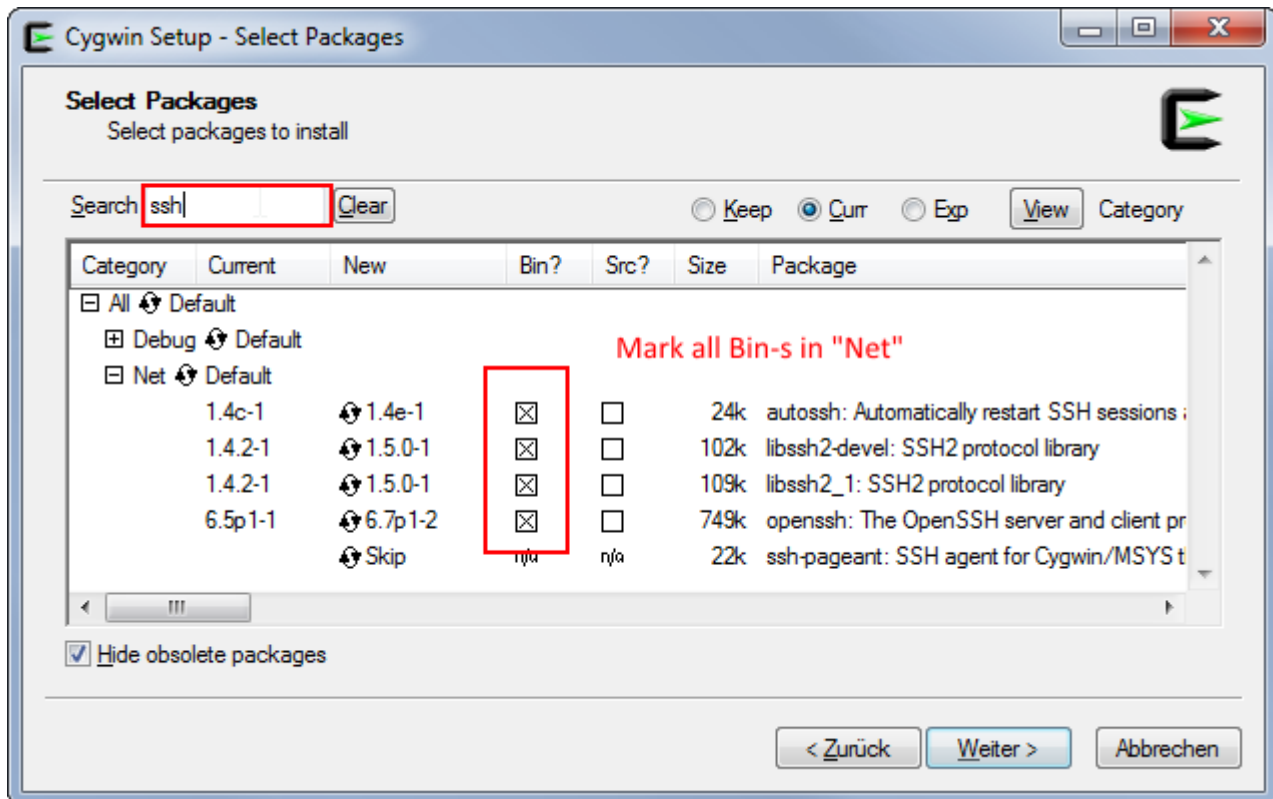 Cygwin Setup - Select Packages
Select Packages
Select packages to install
Search ssh Clear Keep Curr Exp View Category
Category Current New Bin? Src? Size Package
All Default
Debug Default
Mark all Bin-s in "Net"
Net Default
1.4c-1 1.4e-1 24k autossh: Automatically restart SSH sessions
1.4.2-1 1.5.0-1 102k libssh2-devel: SSH2 protocol library
1.4.2-1 1.5.0-1 109k libssh2_1: SSH2 protocol library
6.5p1-1 6.7p1-2 749k openssh: The OpenSSH server and client pr
Skip n/a n/a 22k ssh-pageant: SSH agent for Cygwin/MSYS t
Hide obsolete packages
< Zurück Weiter > Abbrechen